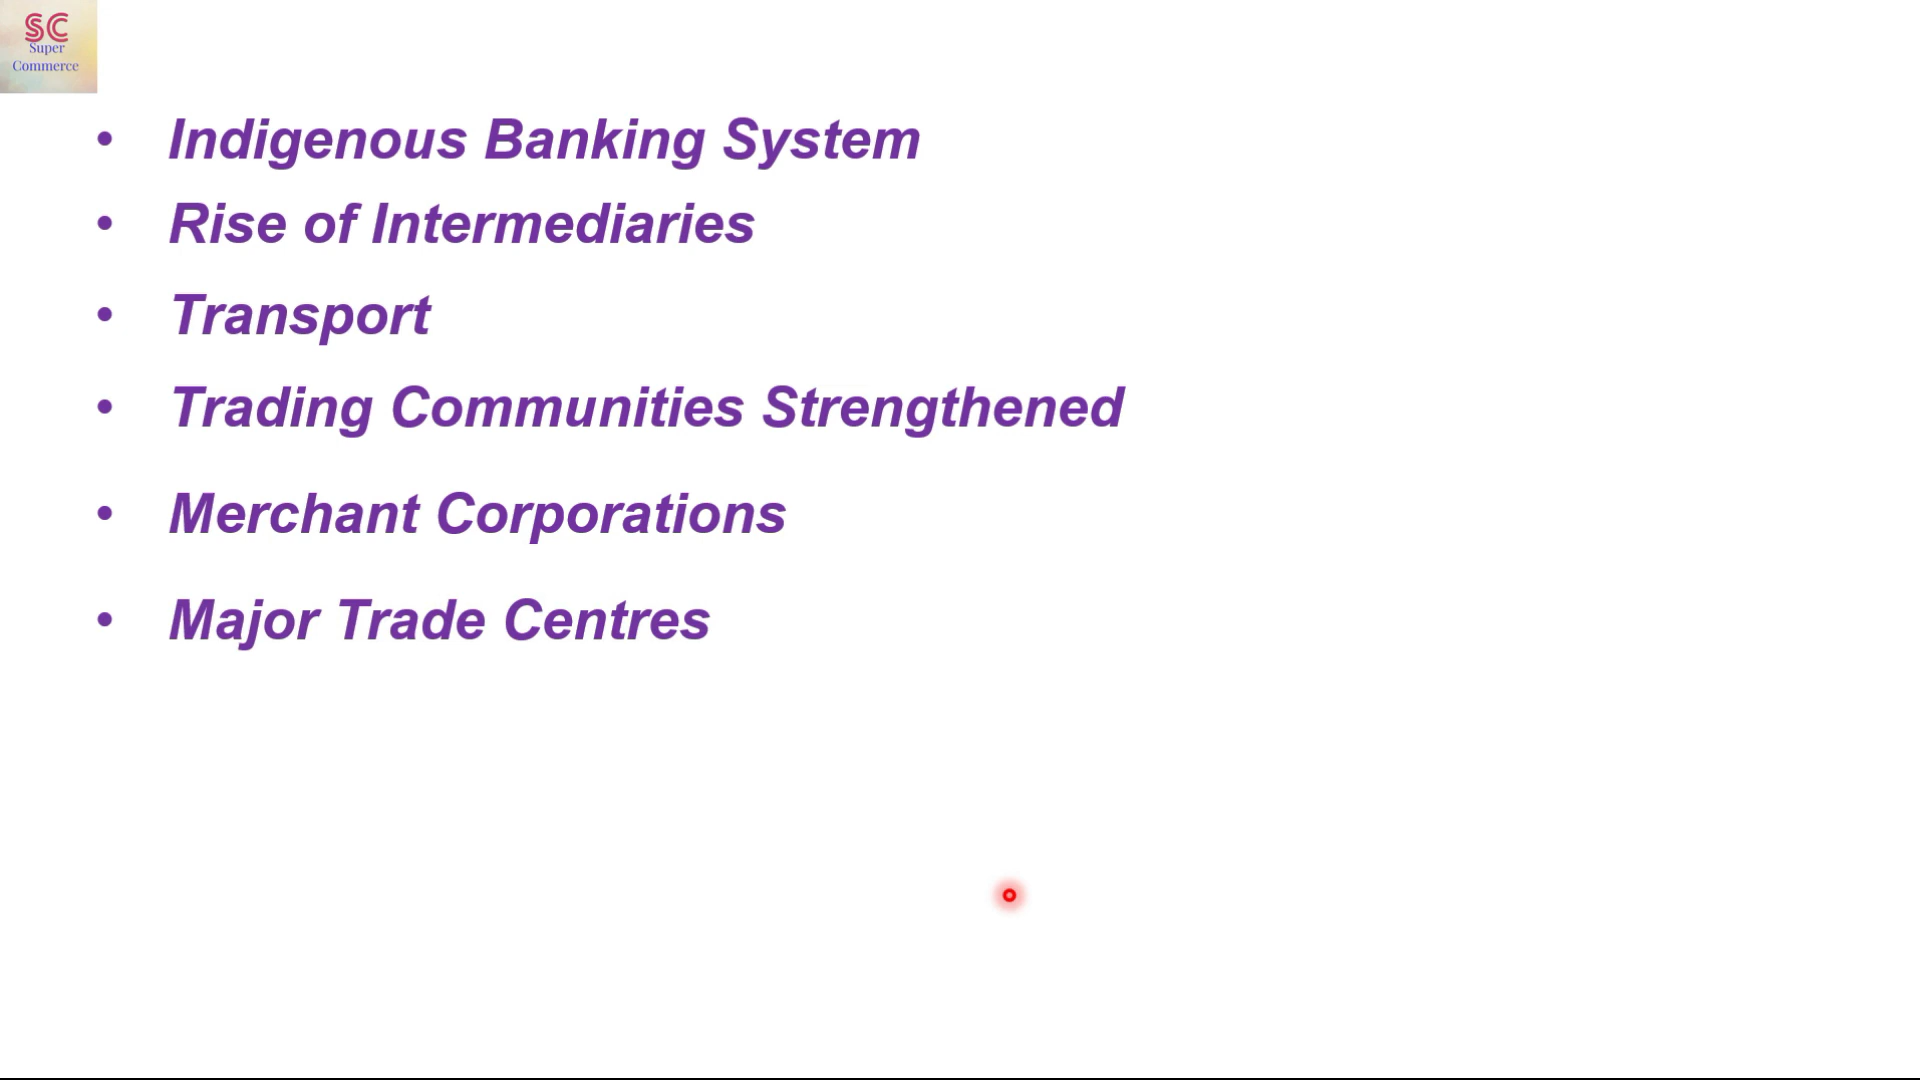 SC
Super
Commerce
• Indigenous Banking System
• Rise of Intermediaries
• Transport
• Trading Communities Strengthened
• Merchant Corporations
• Major Trade Centres